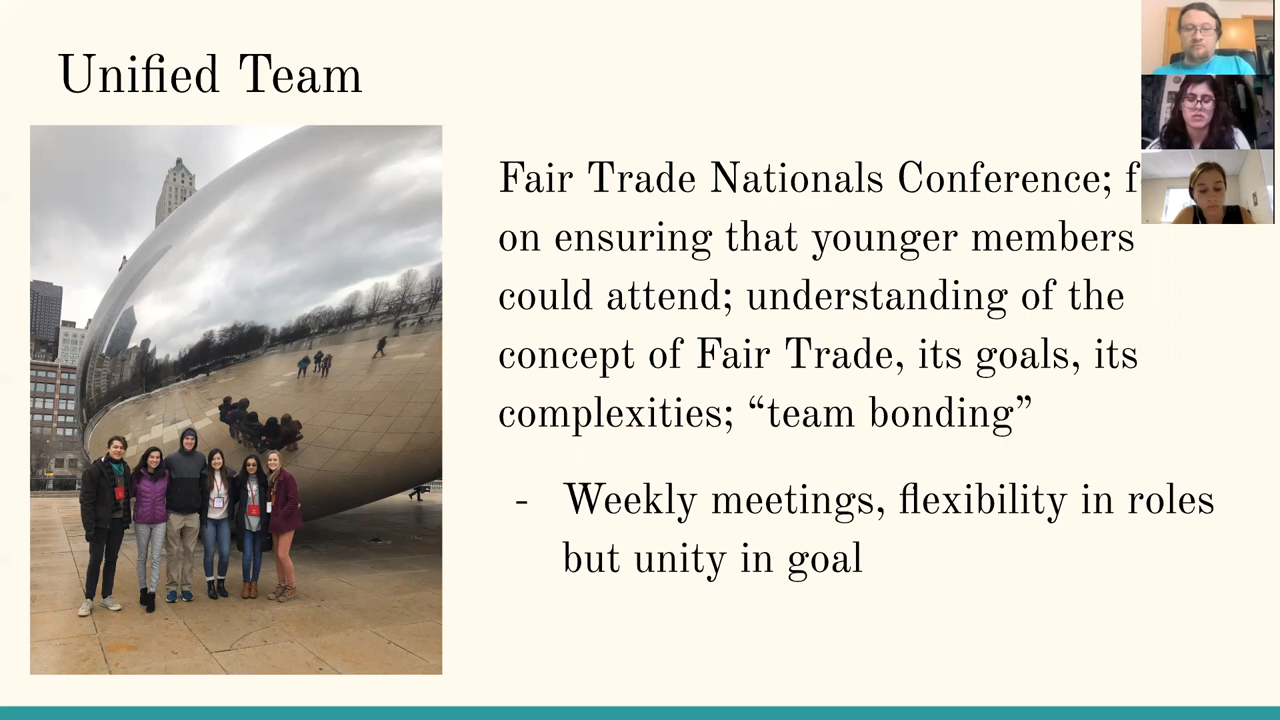 Unified Team
Fair Trade Nationals Conference;
on ensuring that younger members
could attend; understanding of the
concept of Fair Trade, its goals, its
complexities; “team bonding”
- Weekly meetings, flexibility in roles
but unity in goal